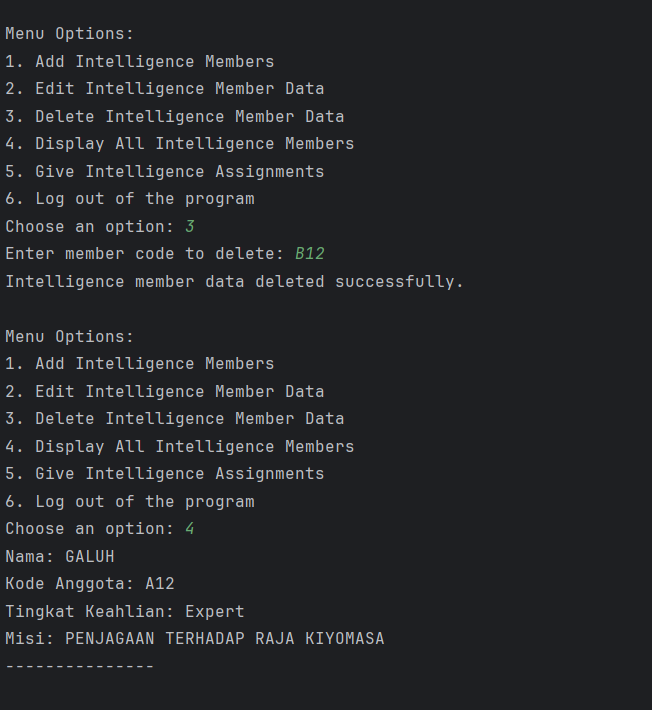 Menu Options:
1. Add Intelligence Members
2. Edit Intelligence Member Data
3. Delete Intelligence Member Data
4. Display All Intelligence Members
5. Give Intelligence Assignments
6. Log out of the program
Choose an option: 3
Enter member code to delete: B12
Intelligence member data deleted successfully.
Menu Options:
1. Add Intelligence Members
2. Edit Intelligence Member Data
3. Delete Intelligence Member Data
4. Display All Intelligence Members
5. Give Intelligence Assignments
6. Log out of the program
Choose an option: 4
Nama: GALUH
Kode Anggota: A12
Tingkat Keahlian: Expert
Misi: PENJAGAAN TERHADAP RAJA KIYOMASA
---------------